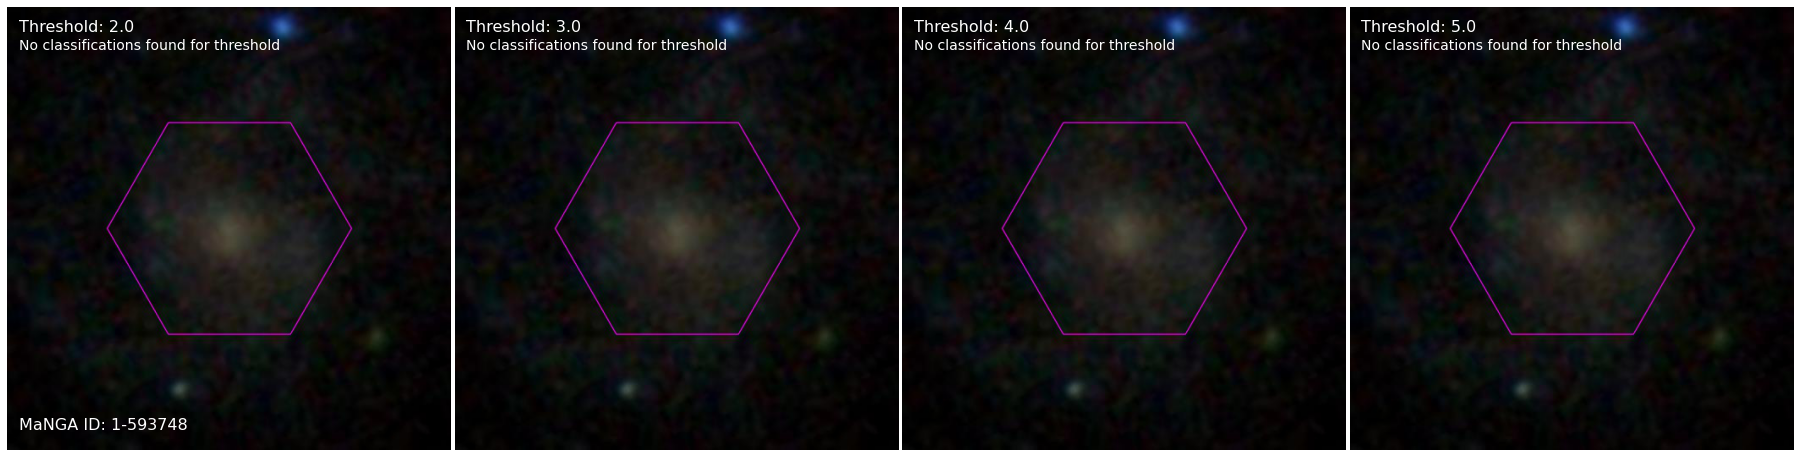 Threshold: 2.0
No classifications found for threshold
MaNGA ID: 1-593748
Threshold: 3.0
No classifications found for threshold
Threshold: 4.0
No classifications found for threshold
Threshold: 5.0
No classifications found for threshold